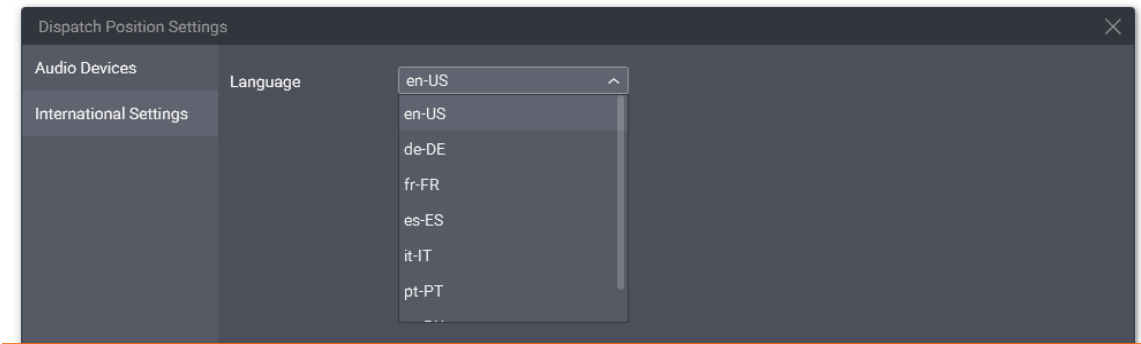 Dispatch Position Settings
Audio Devices
International Settings
Language
en-US
en-US
de-DE
fr-FR
es-ES
it-IT
pt-PT